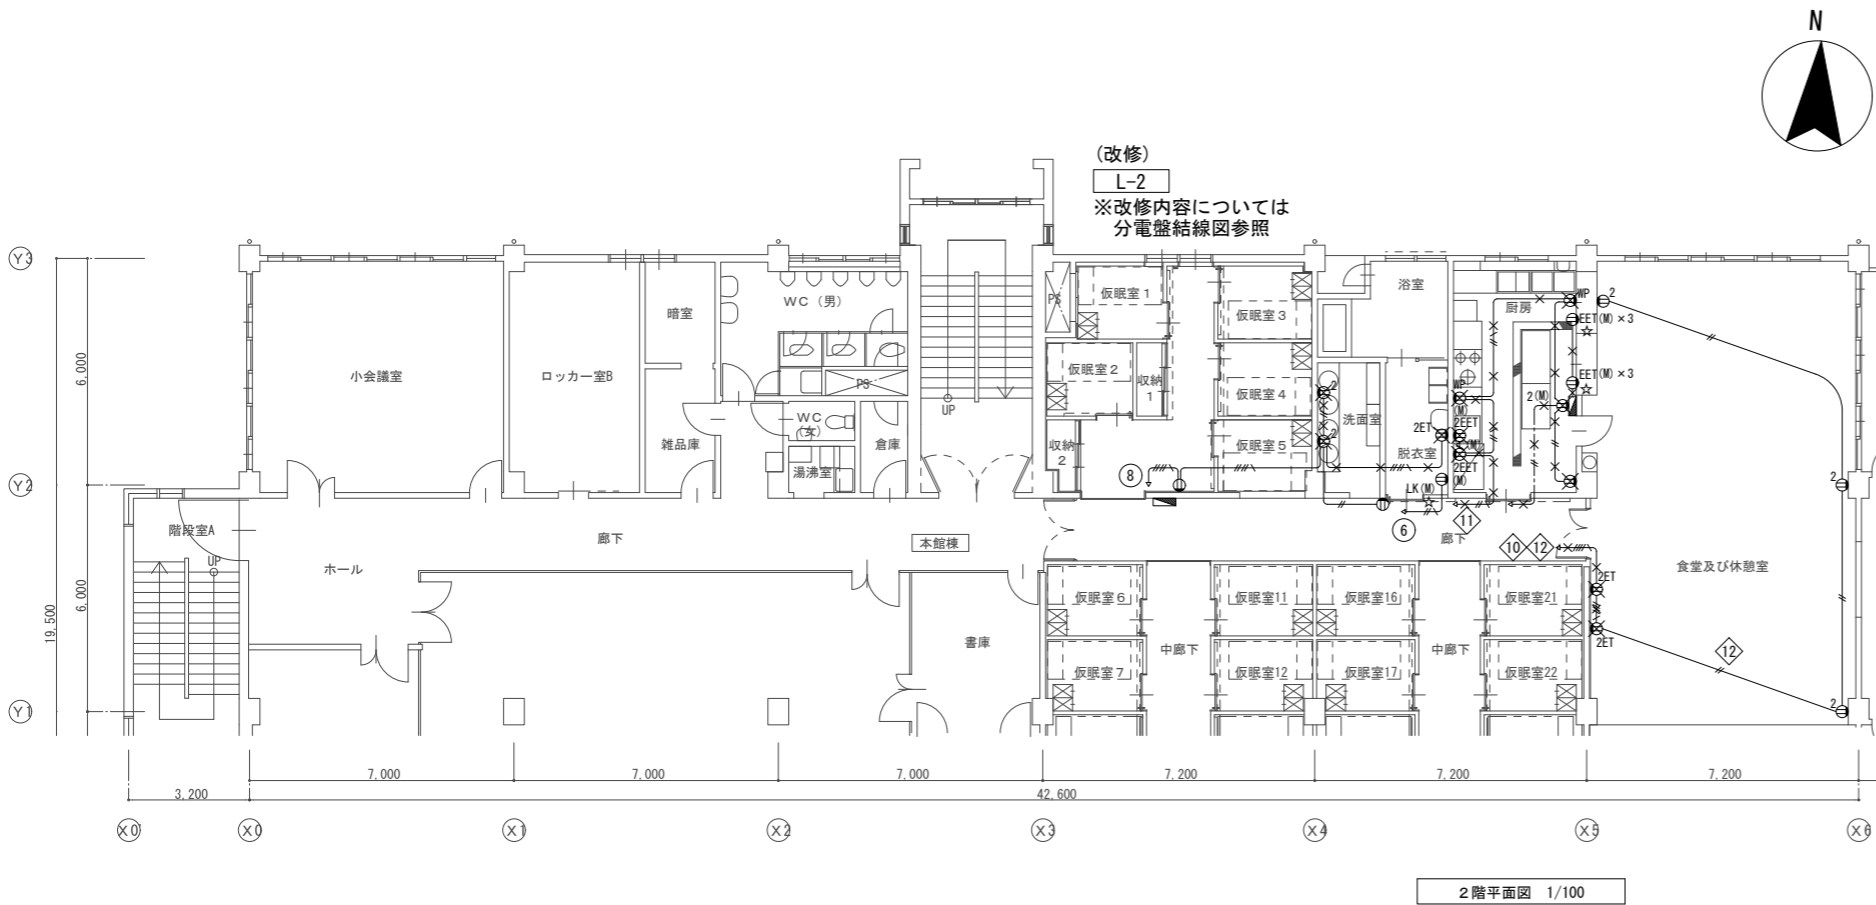 N
(改修)
L-2
※改修内容については
分電盤結線図参照
Y3
Y2
Y1
6,000
6,000
19,500
小会議室
ロッカー室B
暗室
WC（男）
PS
WC
(女)
雑品庫
湯沸室
倉庫
UP
PS
仮眠室1
仮眠室2
収納
1
収納
2
仮眠室3
仮眠室4
仮眠室5
浴室
洗面室
脱衣室
厨房
WP
2
EET(M)×3
EET(M)×3
2(M)
2
2
WP
(M)
2EET
2ET
(M)
2EET
(M)
LK(M)
8
6
11
10
12
2
階段室A
UP
ホール
廊下
本館棟
廊下
食堂及び休憩室
2ET
2ET
12
2
書庫
仮眠室6
仮眠室7
中廊下
仮眠室11
仮眠室12
仮眠室16
仮眠室17
中廊下
仮眠室21
仮眠室22
7,000
7,000
7,000
7,200
7,200
7,200
3,200
42,600
X0'
X0
X1
X2
X3
X4
X5
X6
２階平面図 1/100